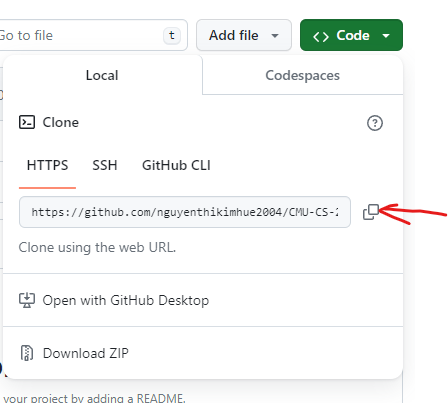 Go to file t Add file Code
Local Codespaces
Clone
HTTPS SSH GitHub CLI
https://github.com/nguyenthikimhue2004/CMU-CS-2
Clone using the web URL.
Open with GitHub Desktop
Download ZIP
your project by adding a README.